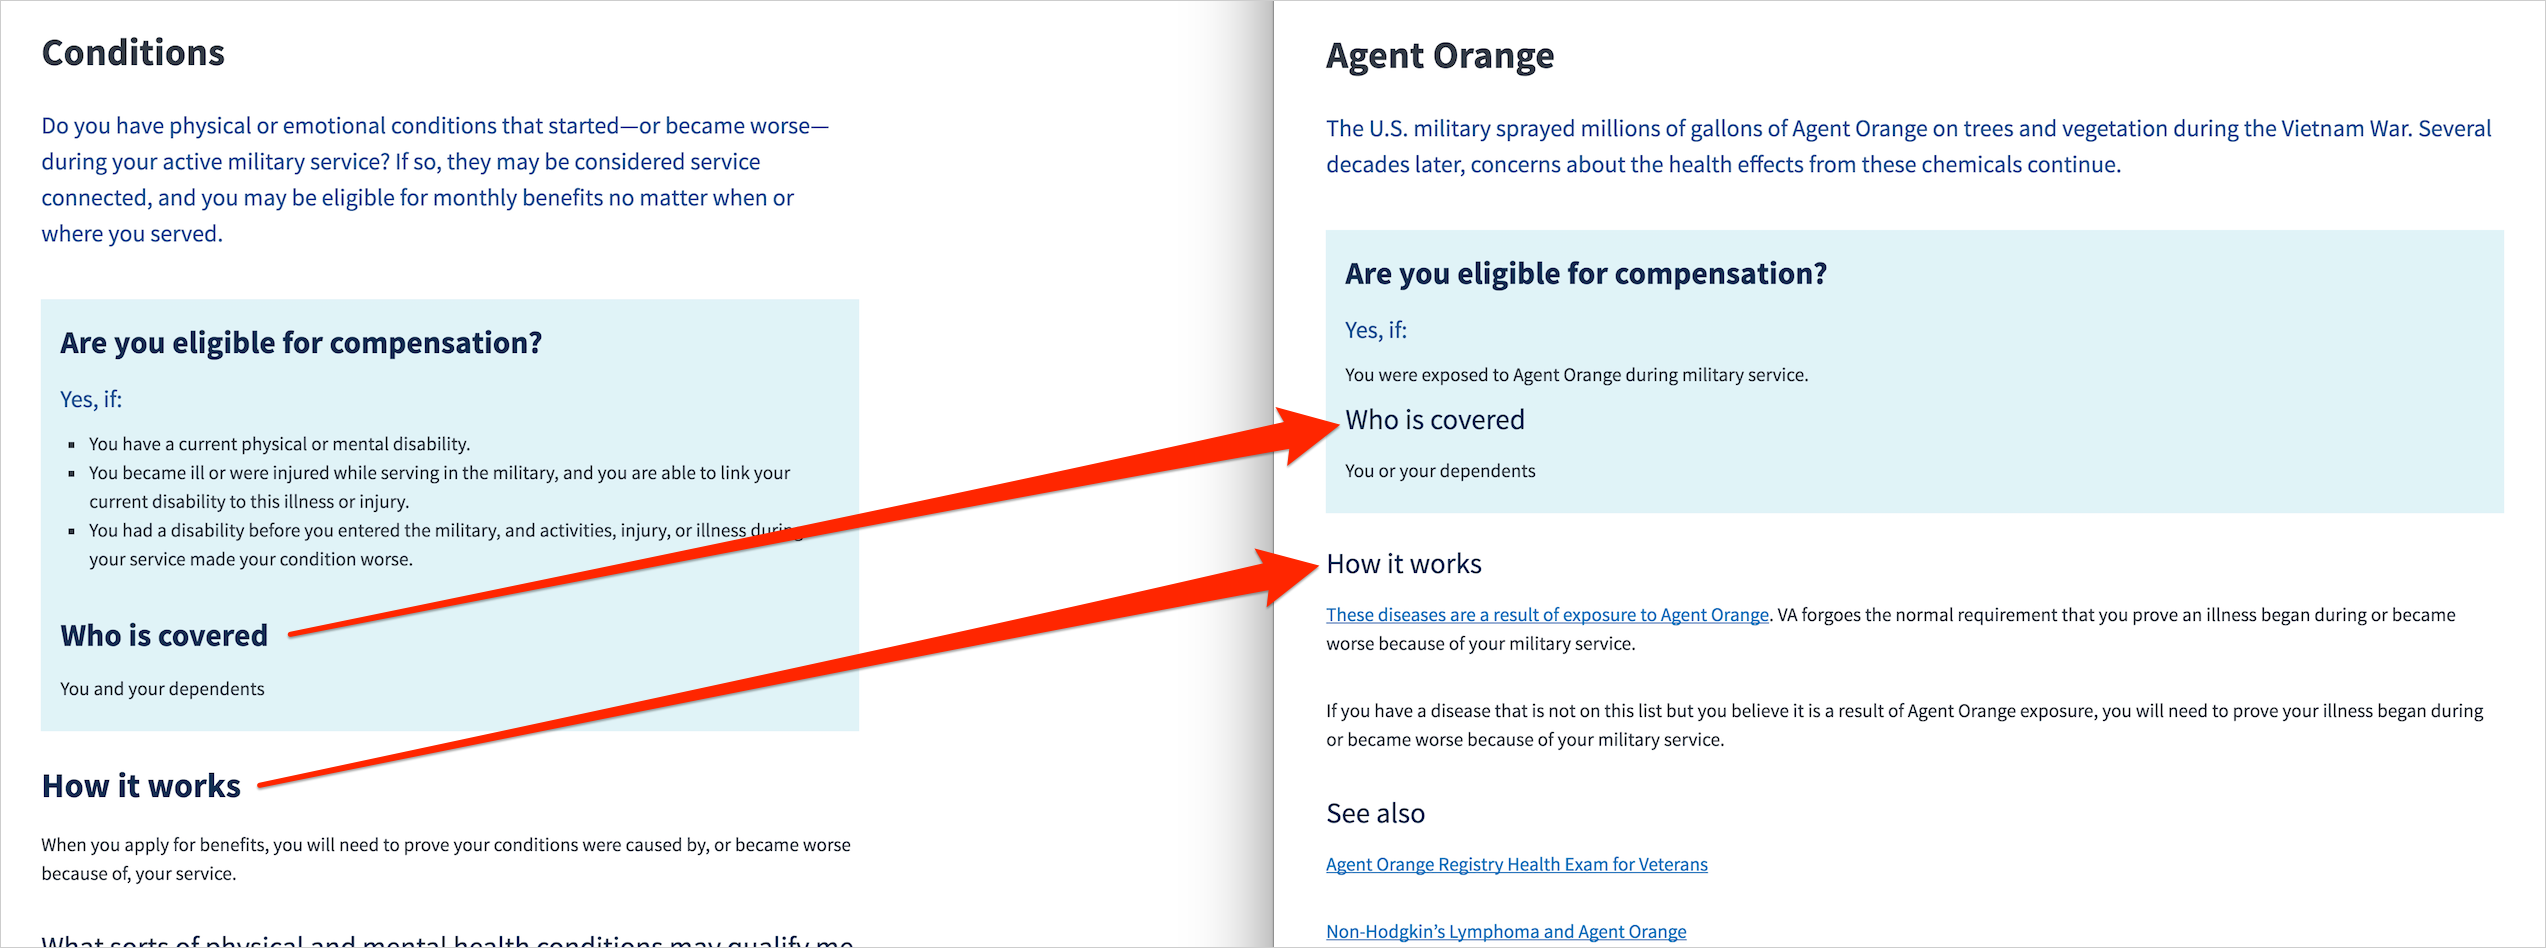 Conditions
Do you have physical or emotional conditions that started—or became worse—
during your active military service? If so, they may be considered service
connected, and you may be eligible for monthly benefits no matter when or
where you served.
Are you eligible for compensation?
Yes, if:
▪ You have a current physical or mental disability.
▪ You became ill or were injured while serving in the military, and you are able to link your
current disability to this illness or injury.
▪ You had a disability before you entered the military, and activities, injury, or illness during
your service made your condition worse.
Who is covered
You and your dependents
How it works
When you apply for benefits, you will need to prove your conditions were caused by, or became worse
because of, your service.
What sorts of physical and mental health conditions may qualify me
Agent Orange
The U.S. military sprayed millions of gallons of Agent Orange on trees and vegetation during the Vietnam War. Several
decades later, concerns about the health effects from these chemicals continue.
Are you eligible for compensation?
Yes, if:
You were exposed to Agent Orange during military service.
Who is covered
You or your dependents
How it works
These diseases are a result of exposure to Agent Orange. VA forgoes the normal requirement that you prove an illness began during or became
worse because of your military service.
If you have a disease that is not on this list but you believe it is a result of Agent Orange exposure, you will need to prove your illness began during
or became worse because of your military service.
See also
Agent Orange Registry Health Exam for Veterans
Non-Hodgkin’s Lymphoma and Agent Orange